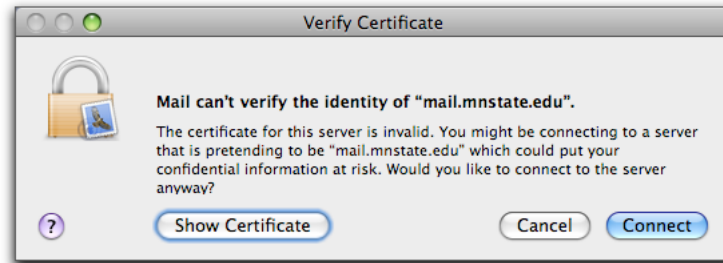 Verify Certificate
Mail can't verify the identity of “mail.mnstate.edu”.
The certificate for this server is invalid. You might be connecting to a server
that is pretending to be “mail.mnstate.edu” which could put your
confidential information at risk. Would you like to connect to the server
anyway?
?
Show Certificate
Cancel
Connect